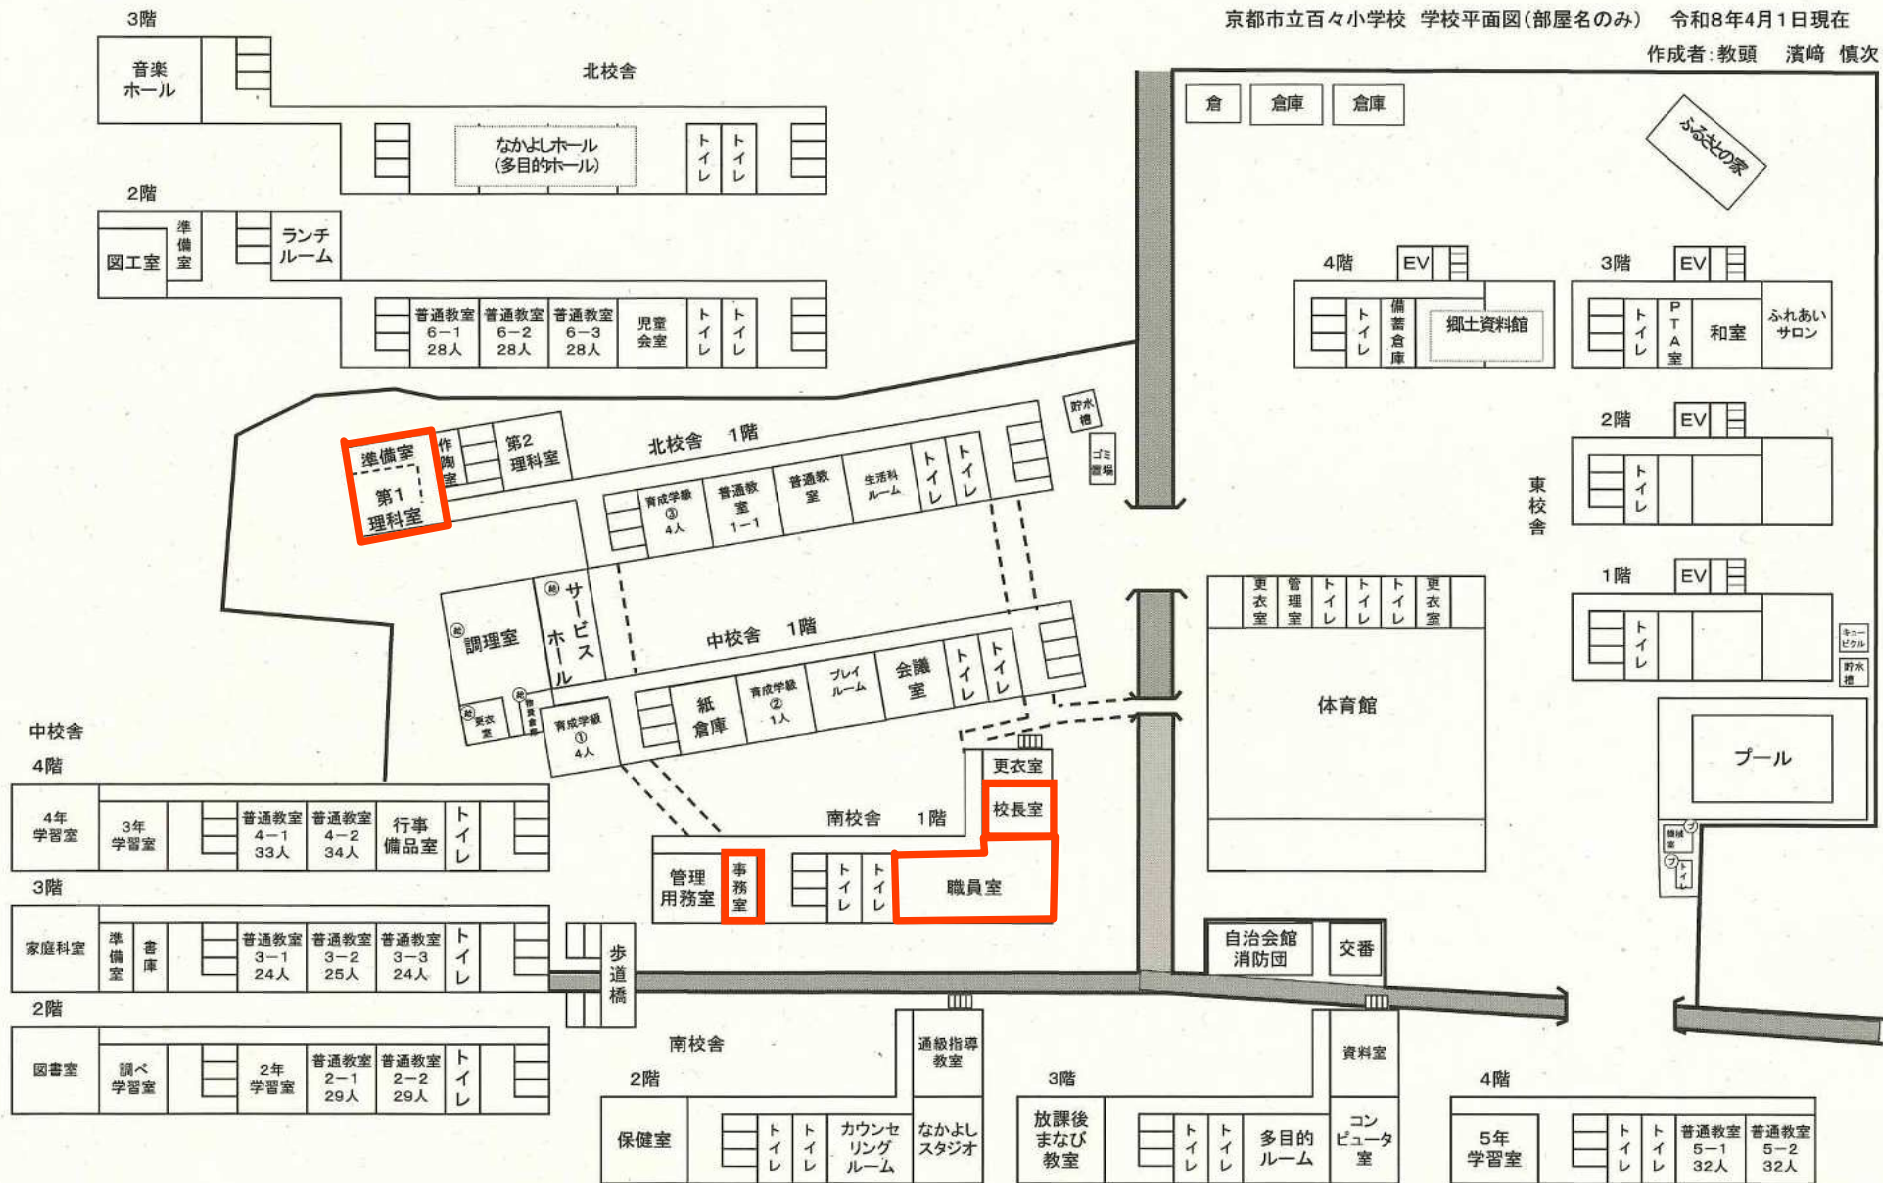 京都市立百々小学校 学校平面図(部屋名のみ) 令和8年4月1日現在
作成者:教頭 濱﨑 慎次
3階
北校舎
音楽
ホール
なかよしホール
(多目的ホール)
トイレ
トイレ
2階
図工室
準備室
ランチ
ルーム
普通教室
6-1
28人
普通教室
6-2
28人
普通教室
6-3
28人
児童
会室
トイレ
トイレ
倉
倉庫
倉庫
ふるさとの家
4階
EV
トイレ
備蓄倉庫
郷土資料館
3階
EV
トイレ
PTA室
和室
ふれあい
サロン
2階
EV
トイレ
東校舎
1階
EV
トイレ
キュービクル
貯水槽
北校舎 1階
準備室
第1
理科室
作陶室
第2
理科室
育成学級
③
4人
普通教室
1-1
普通教室
生活科
ルーム
トイレ
トイレ
貯水槽
ゴミ置場
中校舎 1階
給
サービスホール
給
調理室
給
更衣室
給
育成学級
①
4人
紙
倉庫
育成学級
②
1人
プレイ
ルーム
会議室
トイレ
トイレ
更衣室
管理室
トイレ
トイレ
トイレ
更衣室
体育館
プール
プ
機械室
プ
トイレ
南校舎 1階
更衣室
校長室
職員室
管理
用務室
事務室
トイレ
トイレ
中校舎
4階
4年
学習室
3年
学習室
普通教室
4-1
33人
普通教室
4-2
34人
行事
備品室
トイレ
3階
家庭科室
準備室
書庫
普通教室
3-1
24人
普通教室
3-2
25人
普通教室
3-3
24人
トイレ
2階
図書室
調べ
学習室
2年
学習室
普通教室
2-1
29人
普通教室
2-2
29人
トイレ
歩道橋
自治会館
消防団
交番
南校舎
2階
保健室
トイレ
トイレ
カウンセ
リング
ルーム
通級指導
教室
なかよし
スタジオ
3階
放課後
まなび
教室
トイレ
トイレ
多目的
ルーム
資料室
コン
ピュータ
室
4階
5年
学習室
トイレ
トイレ
普通教室
5-1
32人
普通教室
5-2
32人